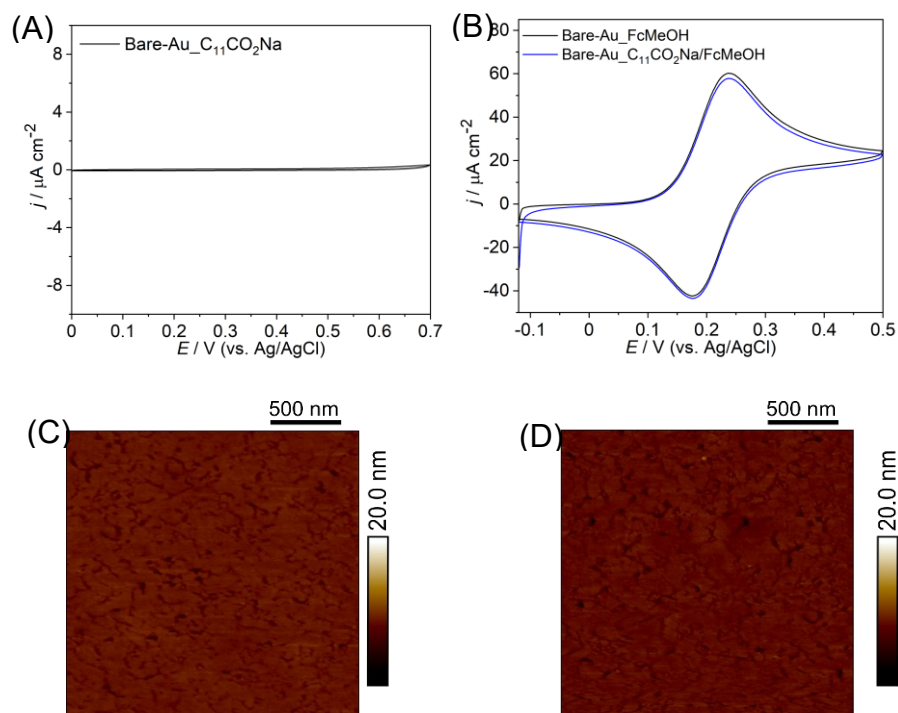 (A)
Bare-Au_C₁₁CO₂Na
8
4
0
-4
-8
j / μA cm⁻²
0
0.1
0.2
0.3
0.4
0.5
0.6
0.7
E / V (vs. Ag/AgCl)
(B)
Bare-Au_FcMeOH
Bare-Au_C₁₁CO₂Na/FcMeOH
80
60
40
20
0
-20
-40
j / μA cm⁻²
-0.1
0
0.1
0.2
0.3
0.4
0.5
E / V (vs. Ag/AgCl)
(C)
500 nm
20.0 nm
(D)
500 nm
20.0 nm